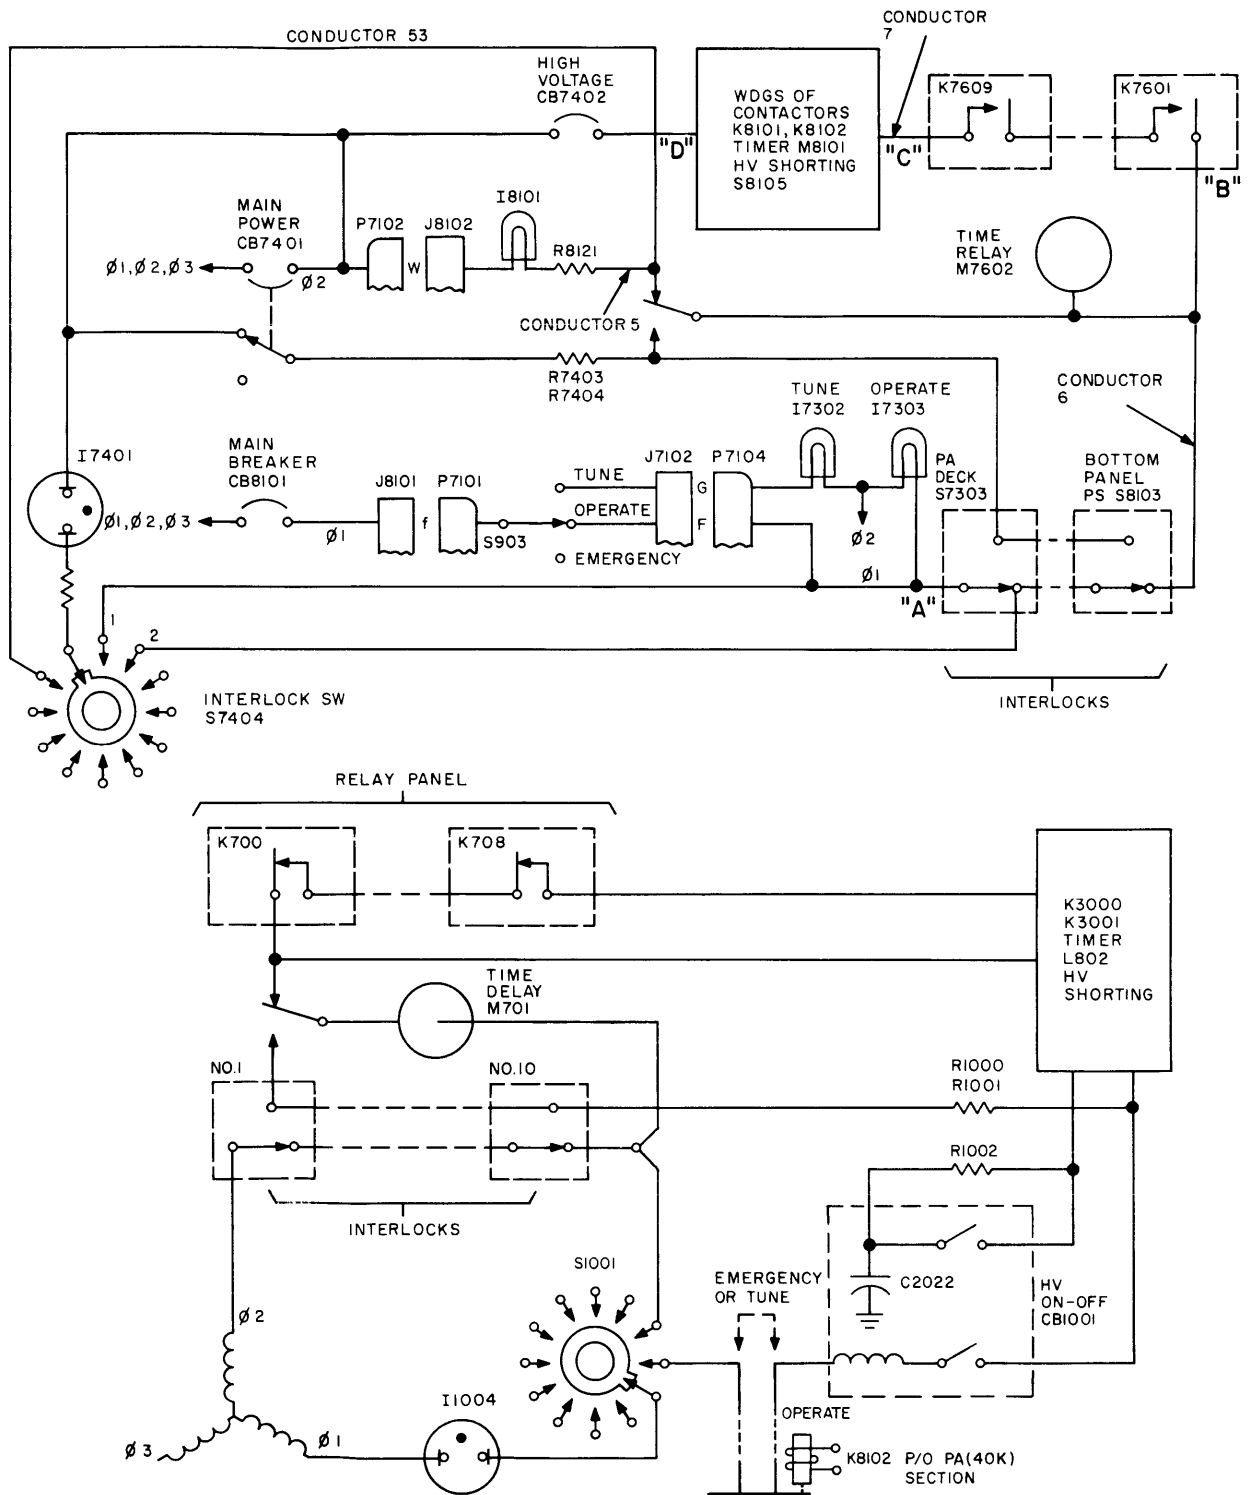 CONDUCTOR 53
CONDUCTOR
7
HIGH
VOLTAGE
CB7402
"D"
WDGS OF
CONTACTORS
K8101, K8102
TIMER M8101
HV SHORTING
S8105
"C"
K7609
K7601
"B"
MAIN
POWER
CB7401
P7102
J8102
I8101
W
R8121
TIME
RELAY
M7602
Ø1, Ø2, Ø3
Ø2
CONDUCTOR 5
R7403
R7404
TUNE
I7302
OPERATE
I7303
CONDUCTOR
6
I7401
MAIN
BREAKER
CB8101
J8101
P7101
J7102
P7104
PA
DECK
S7303
BOTTOM
PANEL
PS S8103
TUNE
G
Ø1, Ø2, Ø3
Ø1
f
S903
OPERATE
F
Ø2
EMERGENCY
Ø1
"A"
1
2
INTERLOCK SW
S7404
INTERLOCKS
RELAY PANEL
K700
K708
K3000
K3001
TIMER
L802
HV
SHORTING
TIME
DELAY
M701
NO.1
NO.10
R1000
R1001
R1002
INTERLOCKS
S1001
EMERGENCY
OR TUNE
C2022
HV
ON-OFF
CB1001
Ø2
I1004
OPERATE
Ø3
Ø1
K8102 P/O PA(40K)
SECTION